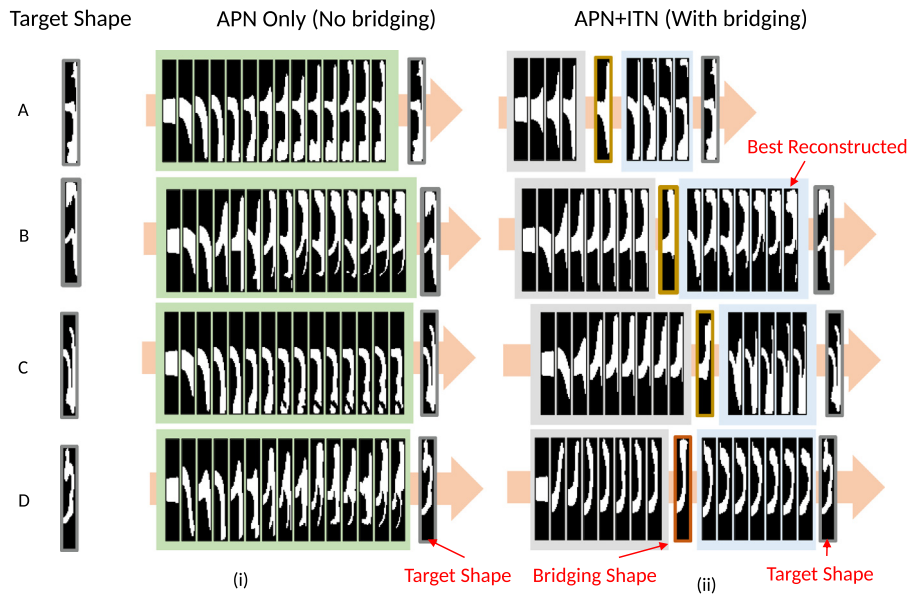 Target Shape
APN Only (No bridging)
APN+ITN (With bridging)
A
Best Reconstructed
B
C
D
Target Shape
Bridging Shape
Target Shape
(i)
(ii)